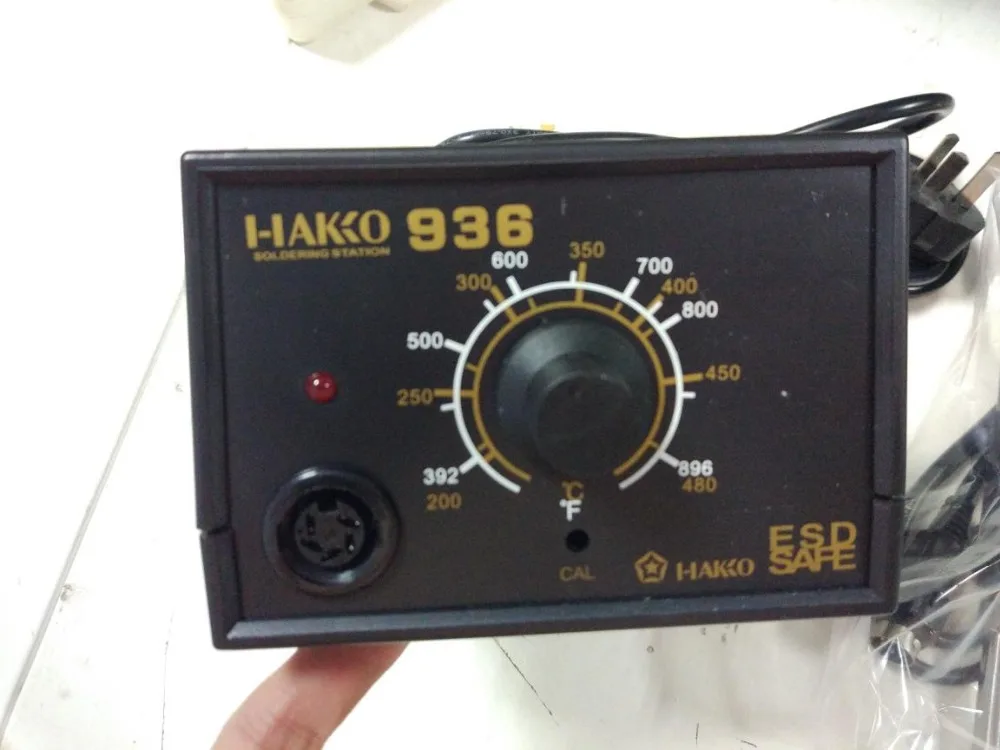 HAKKO 936
SOLDERING STATION
350
600
700
300
400
800
500
450
250
392
896
200
480
°C
°F
CAL
HAKKO
ESD
SAFE